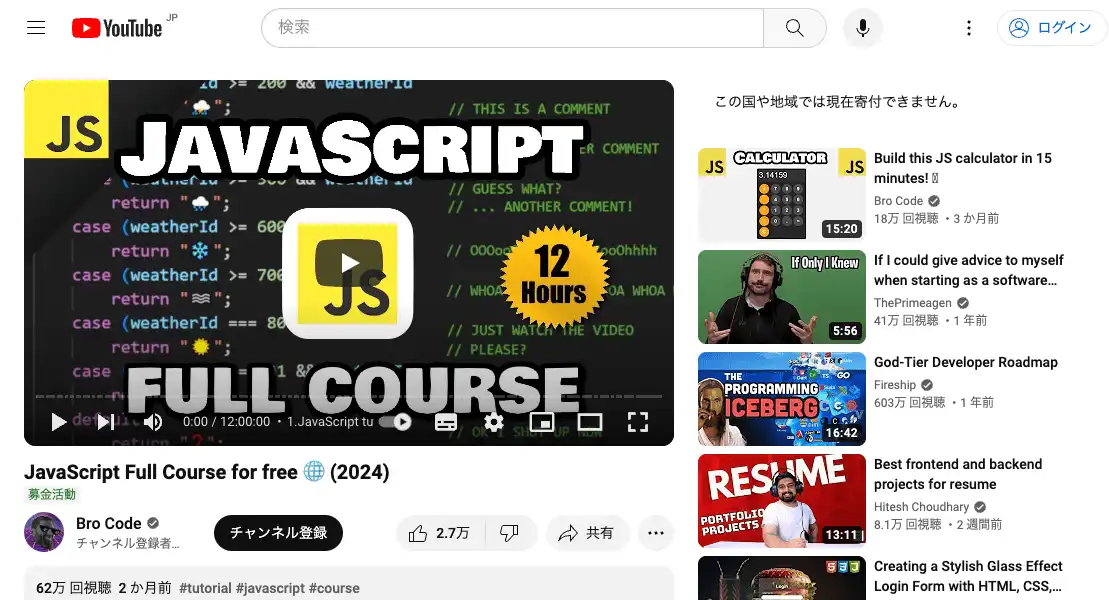 YouTube JP
検索
ログイン
JS
JavaScript
FULL COURSE
12
Hours
JS
return "🌧";
case (weatherId >= 600
return "❄";
case (weatherId >= 700
return "
case (weatherId === 80
return "☀";
case
// THIS IS A COMMENT
ER COMMENT
// GUESS WHAT?
// ... ANOTHER COMMENT!
// JUST WATCH THE VIDEO
// PLEASE?
0:00 / 12:00:00 • 1.JavaScript tu
JavaScript Full Course for free 🌐 (2024)
募金活動
Bro Code
チャンネル登録者...
チャンネル登録
2.7万
共有
62万 回視聴 2 か月前 #tutorial #javascript #course
この国や地域では現在寄付できません。
JS
Calculator
JS
3.14159
15:20
Build this JS calculator in 15
minutes!
Bro Code
18万 回視聴 • 3 か月前
If Only I Knew
5:56
If I could give advice to myself
when starting as a software…
ThePrimeagen
41万 回視聴 • 1 年前
THE
PROGRAMMING
ICEBERG
GO
16:42
God-Tier Developer Roadmap
Fireship
603万 回視聴 • 1 年前
RESUME
PORTFOLIO
PROJECTS
13:11
Best frontend and backend
projects for resume
Hitesh Choudhary
8.1万 回視聴 • 2 週間前
Login
Creating a Stylish Glass Effect
Login Form with HTML, CSS,…